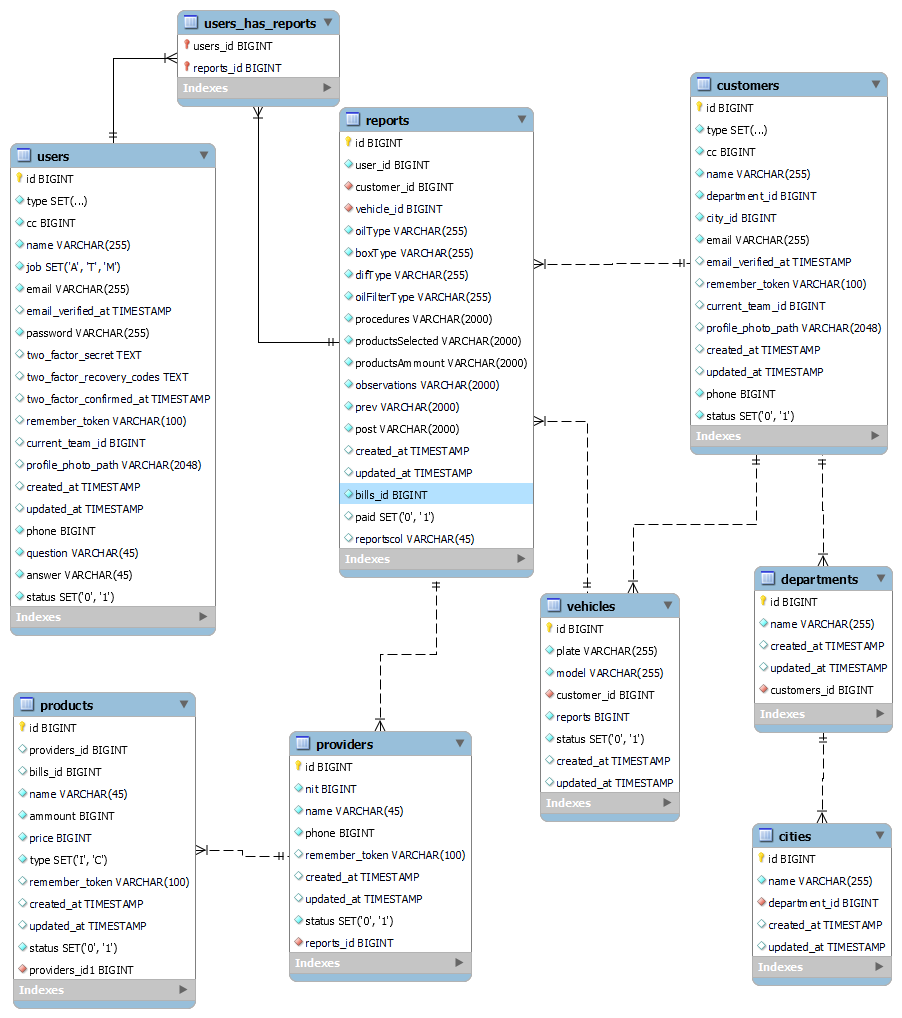 users_has_reports
users_id BIGINT
reports_id BIGINT
Indexes
users
id BIGINT
type SET(...)
cc BIGINT
name VARCHAR(255)
job SET('A', 'T', 'M')
email VARCHAR(255)
email_verified_at TIMESTAMP
password VARCHAR(255)
two_factor_secret TEXT
two_factor_recovery_codes TEXT
two_factor_confirmed_at TIMESTAMP
remember_token VARCHAR(100)
current_team_id BIGINT
profile_photo_path VARCHAR(2048)
created_at TIMESTAMP
updated_at TIMESTAMP
phone BIGINT
question VARCHAR(45)
answer VARCHAR(45)
status SET('0', '1')
Indexes
reports
id BIGINT
user_id BIGINT
customer_id BIGINT
vehicle_id BIGINT
oilType VARCHAR(255)
boxType VARCHAR(255)
difType VARCHAR(255)
oilFilterType VARCHAR(255)
procedures VARCHAR(2000)
productsSelected VARCHAR(2000)
productsAmmount VARCHAR(2000)
observations VARCHAR(2000)
prev VARCHAR(2000)
post VARCHAR(2000)
created_at TIMESTAMP
updated_at TIMESTAMP
bills_id BIGINT
paid SET('0', '1')
reportscol VARCHAR(45)
Indexes
customers
id BIGINT
type SET(...)
cc BIGINT
name VARCHAR(255)
department_id BIGINT
city_id BIGINT
email VARCHAR(255)
email_verified_at TIMESTAMP
remember_token VARCHAR(100)
current_team_id BIGINT
profile_photo_path VARCHAR(2048)
created_at TIMESTAMP
updated_at TIMESTAMP
phone BIGINT
status SET('0', '1')
Indexes
vehicles
id BIGINT
plate VARCHAR(255)
model VARCHAR(255)
customer_id BIGINT
reports BIGINT
status SET('0', '1')
created_at TIMESTAMP
updated_at TIMESTAMP
Indexes
departments
id BIGINT
name VARCHAR(255)
created_at TIMESTAMP
updated_at TIMESTAMP
customers_id BIGINT
Indexes
products
id BIGINT
providers_id BIGINT
bills_id BIGINT
name VARCHAR(45)
ammount BIGINT
price BIGINT
type SET('I', 'C')
remember_token VARCHAR(100)
created_at TIMESTAMP
updated_at TIMESTAMP
status SET('0', '1')
providers_id1 BIGINT
Indexes
providers
id BIGINT
nit BIGINT
name VARCHAR(45)
phone BIGINT
remember_token VARCHAR(100)
created_at TIMESTAMP
updated_at TIMESTAMP
status SET('0', '1')
reports_id BIGINT
Indexes
cities
id BIGINT
name VARCHAR(255)
department_id BIGINT
created_at TIMESTAMP
updated_at TIMESTAMP
Indexes